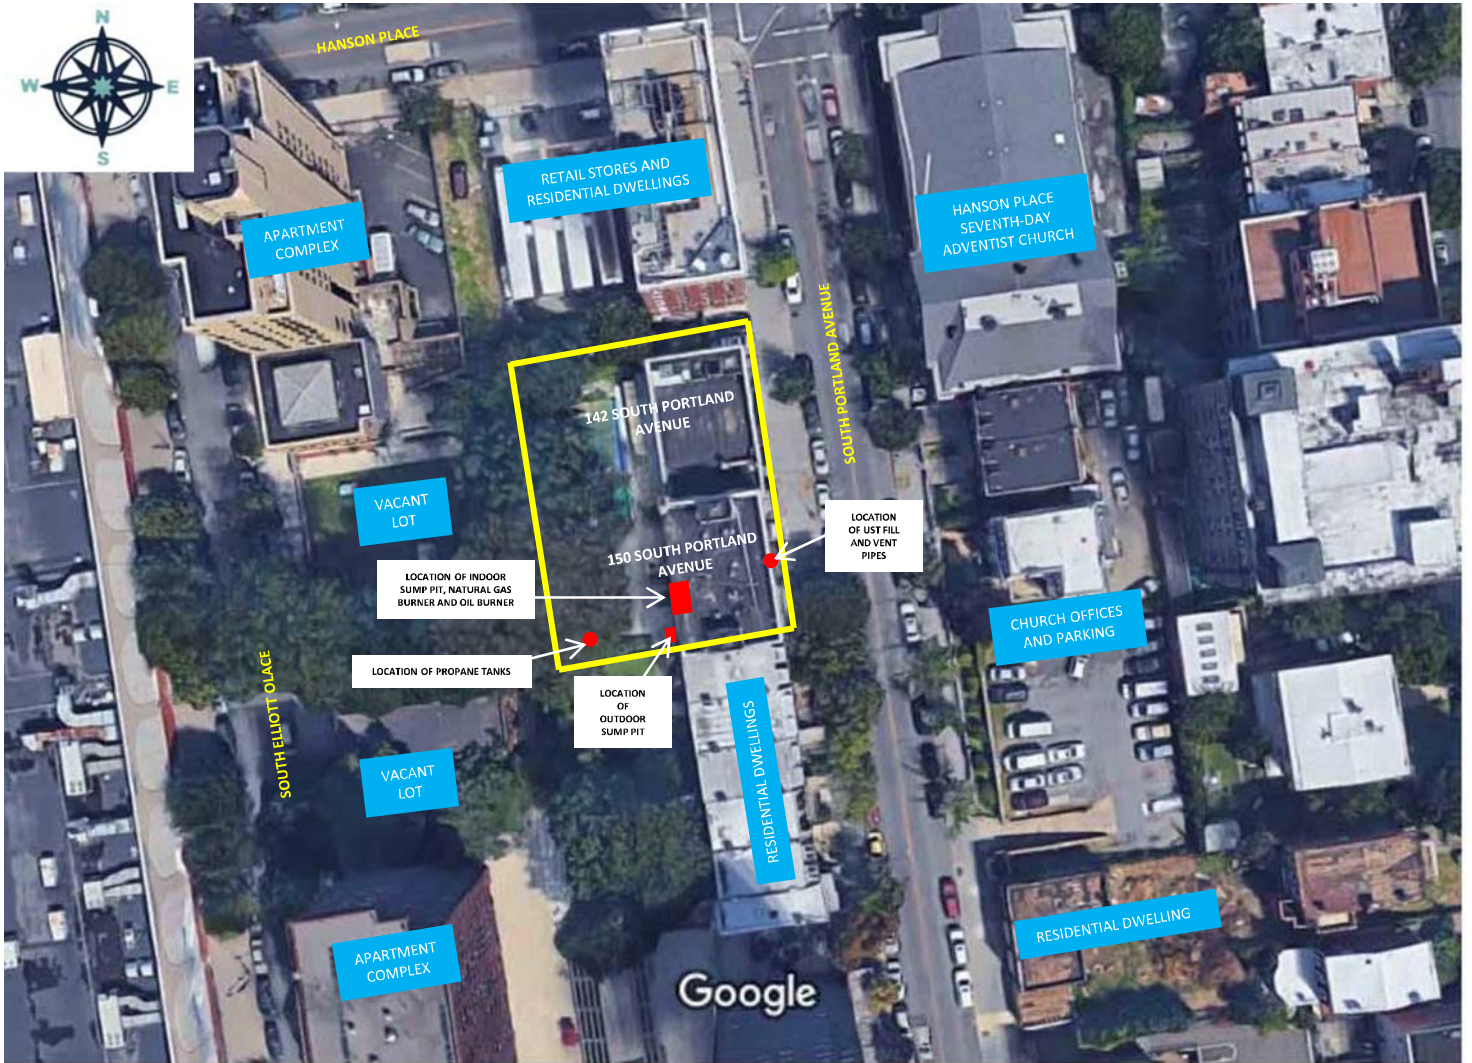 N
W
E
S
HANSON PLACE
RETAIL STORES AND
RESIDENTIAL DWELLINGS
APARTMENT
COMPLEX
HANSON PLACE
SEVENTH-DAY
ADVENTIST CHURCH
SOUTH PORTLAND AVENUE
142 SOUTH PORTLAND
AVENUE
VACANT
LOT
150 SOUTH PORTLAND
AVENUE
LOCATION
OF UST FILL
AND VENT
PIPES
LOCATION OF INDOOR
SUMP PIT, NATURAL GAS
BURNER AND OIL BURNER
CHURCH OFFICES
AND PARKING
LOCATION OF PROPANE TANKS
LOCATION
OF
OUTDOOR
SUMP PIT
SOUTH ELLIOTT OLACE
RESIDENTIAL DWELLINGS
VACANT
LOT
RESIDENTIAL DWELLING
APARTMENT
COMPLEX
Google